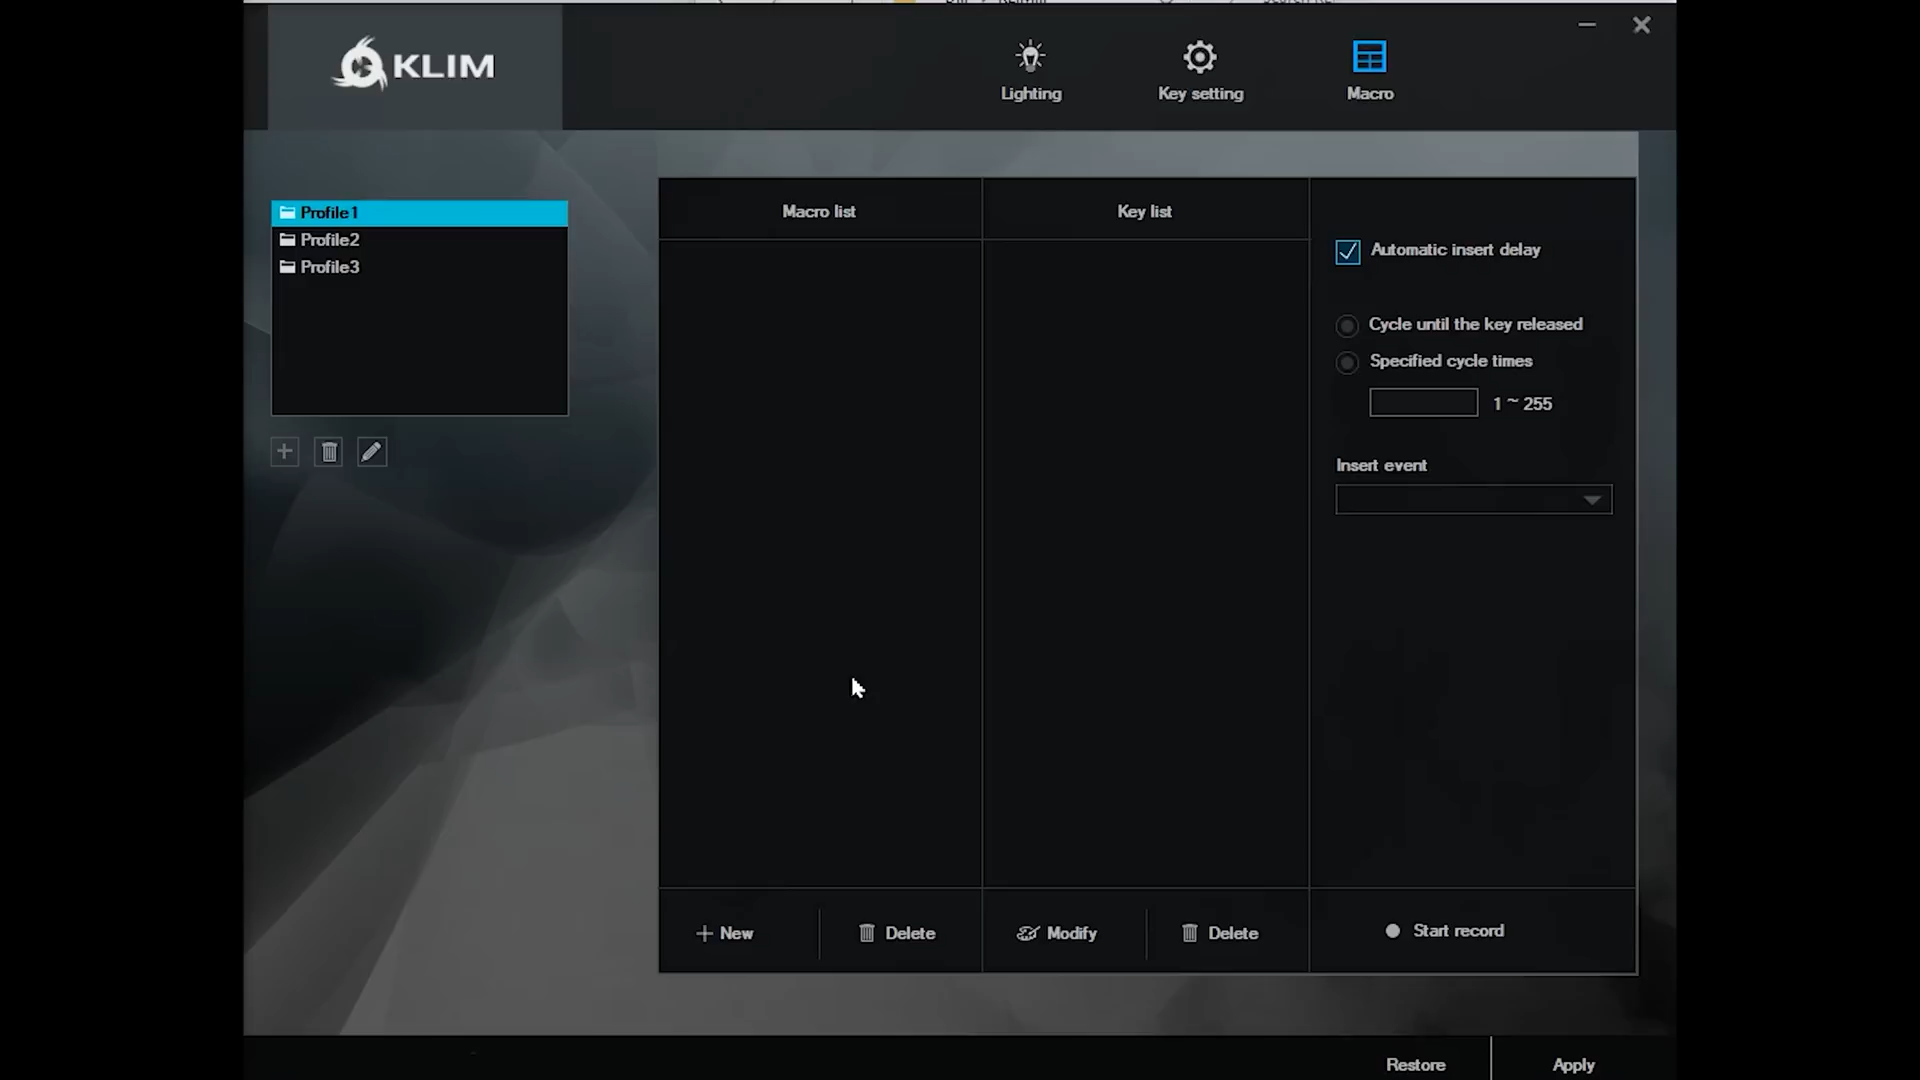 KLIM
Lighting
Key setting
Macro
Profile1
Profile2
Profile3
Macro list
Key list
Automatic insert delay
Cycle until the key released
Specified cycle times
1 ~ 255
Insert event
New
Delete
Modify
Delete
Start record
Restore
Apply